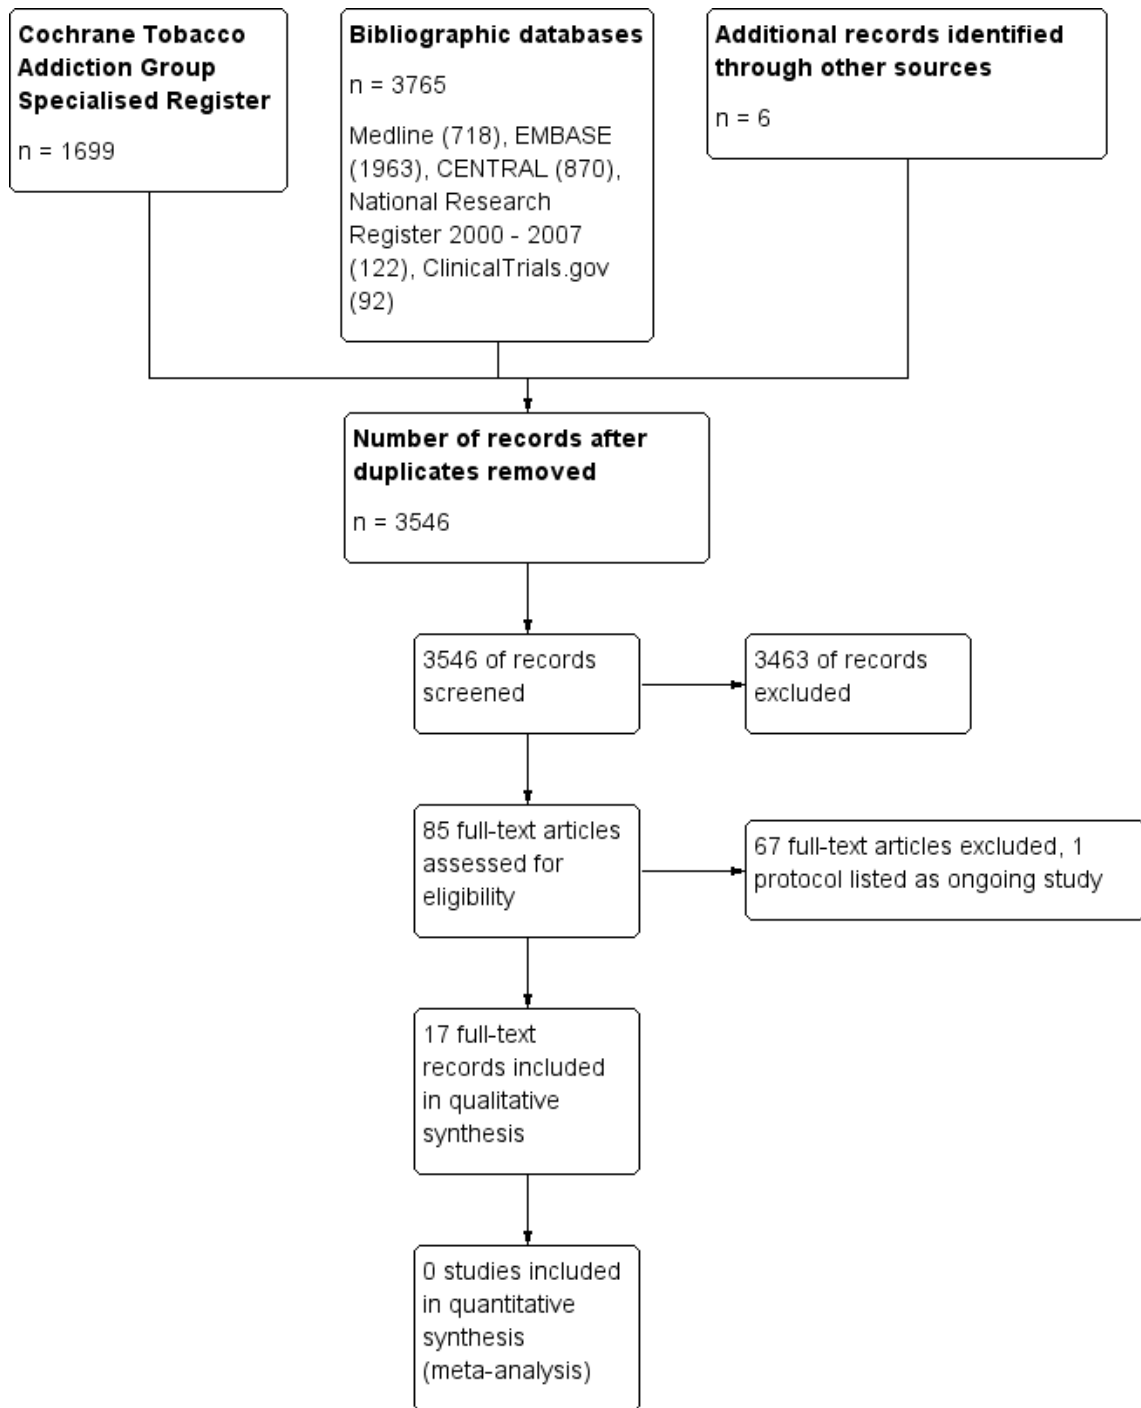 Cochrane Tobacco
Addiction Group
Specialised Register
n = 1699
Bibliographic databases
n = 3765
Medline (718), EMBASE
(1963), CENTRAL (870),
National Research
Register 2000 - 2007
(122), ClinicalTrials.gov
(92)
Additional records identified
through other sources
n = 6
Number of records after
duplicates removed
n = 3546
3546 of records
screened
3463 of records
excluded
85 full-text articles
assessed for
eligibility
67 full-text articles excluded, 1
protocol listed as ongoing study
17 full-text
records included
in qualitative
synthesis
0 studies included
in quantitative
synthesis
(meta-analysis)